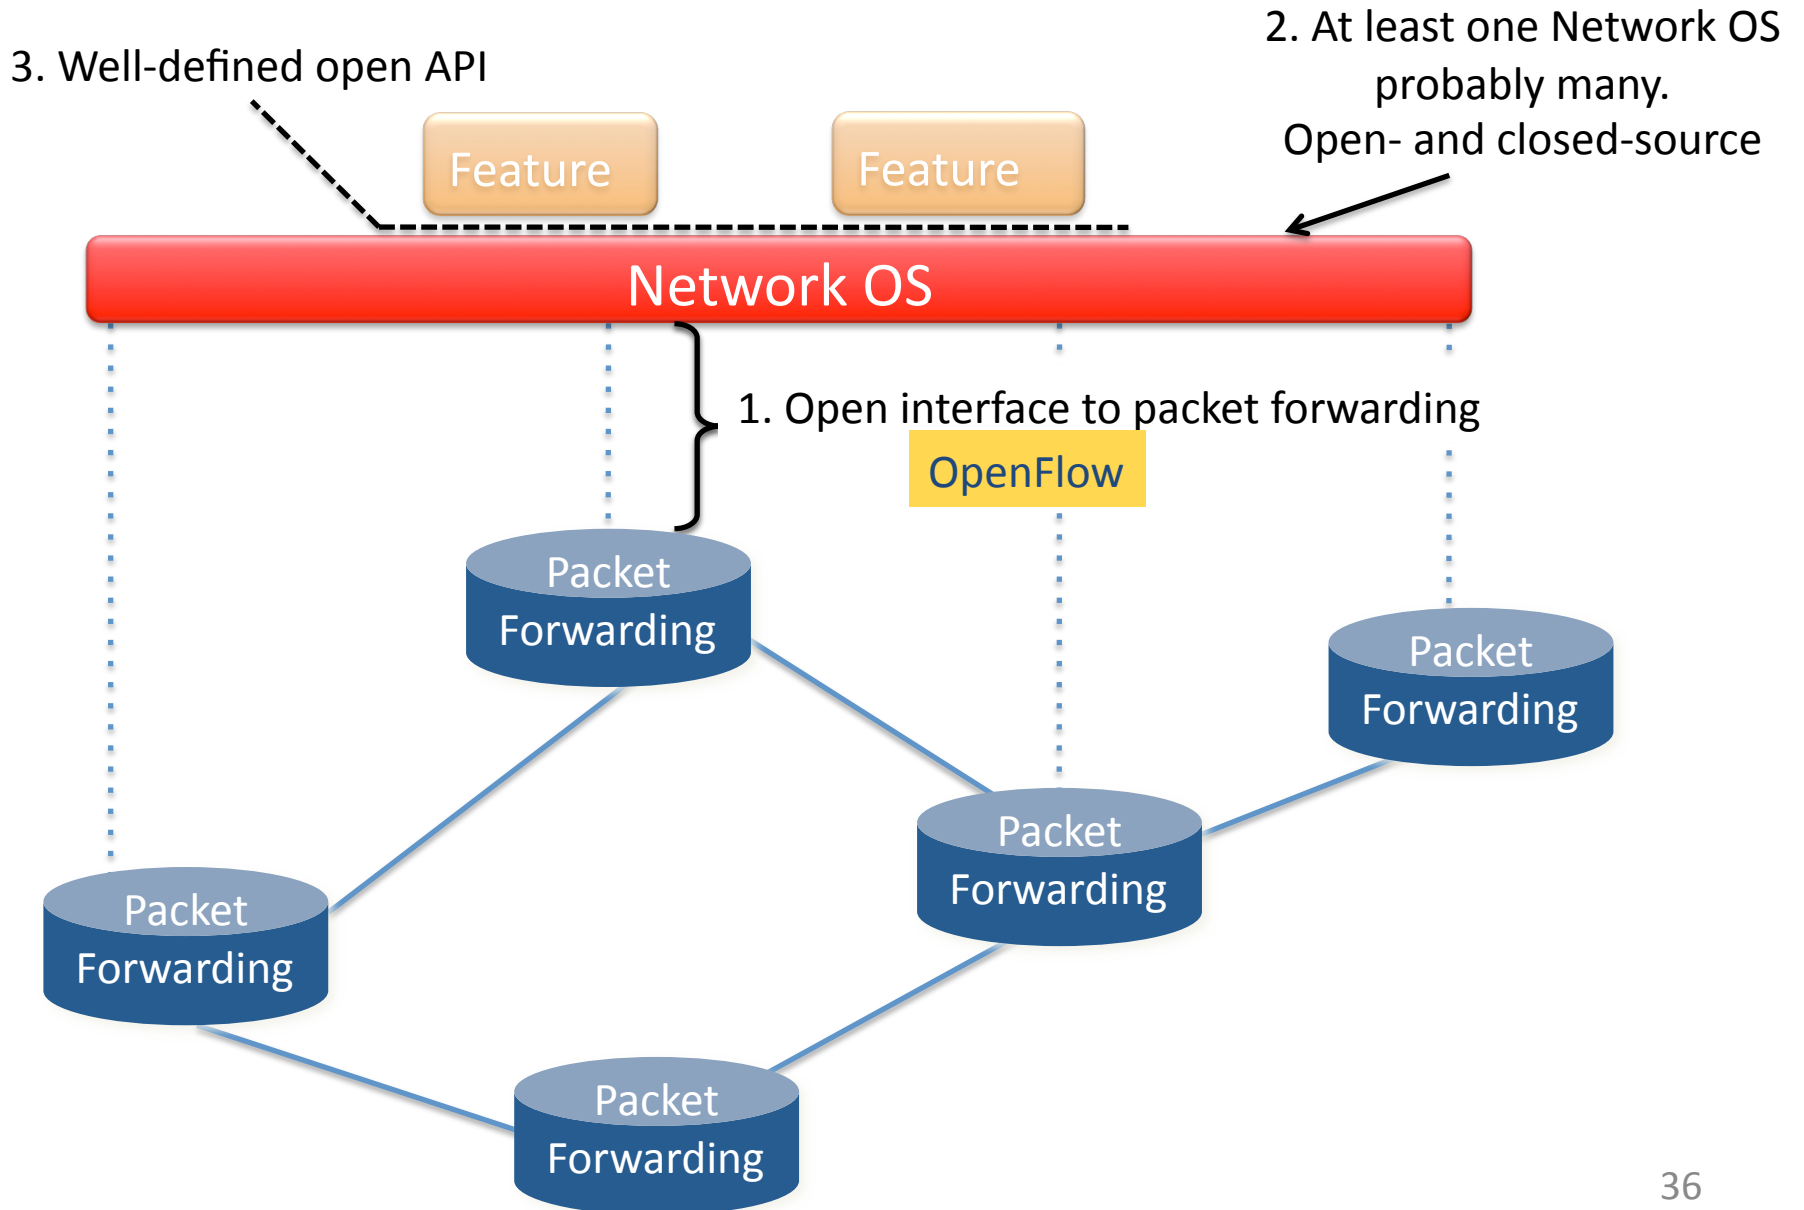 3. Well-defined open API
2. At least one Network OS
probably many.
Open- and closed-source
Feature
Feature
Network OS
1. Open interface to packet forwarding
OpenFlow
Packet
Forwarding
Packet
Forwarding
Packet
Forwarding
Packet
Forwarding
Packet
Forwarding
36